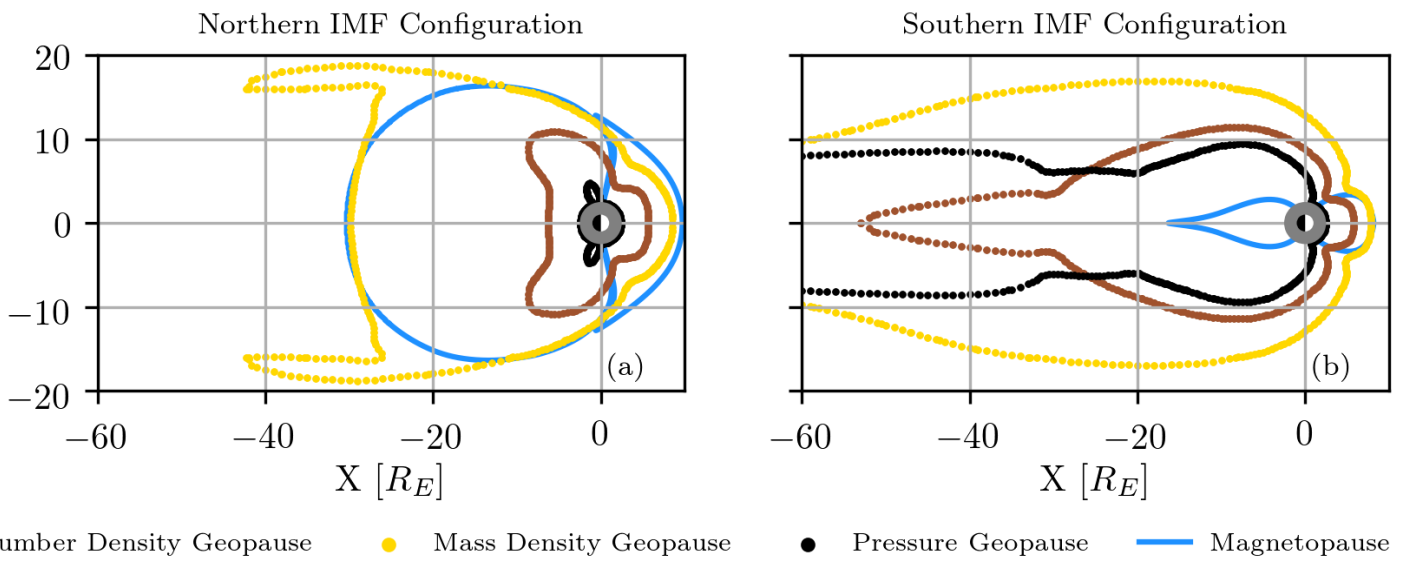 Northern IMF Configuration Southern IMF Configuration
20
10
0
−10
−20
(a) (b)
−60 −40 −20 0 −60 −40 −20 0
X [R_E] X [R_E]
umber Density Geopause Mass Density Geopause Pressure Geopause Magnetopause